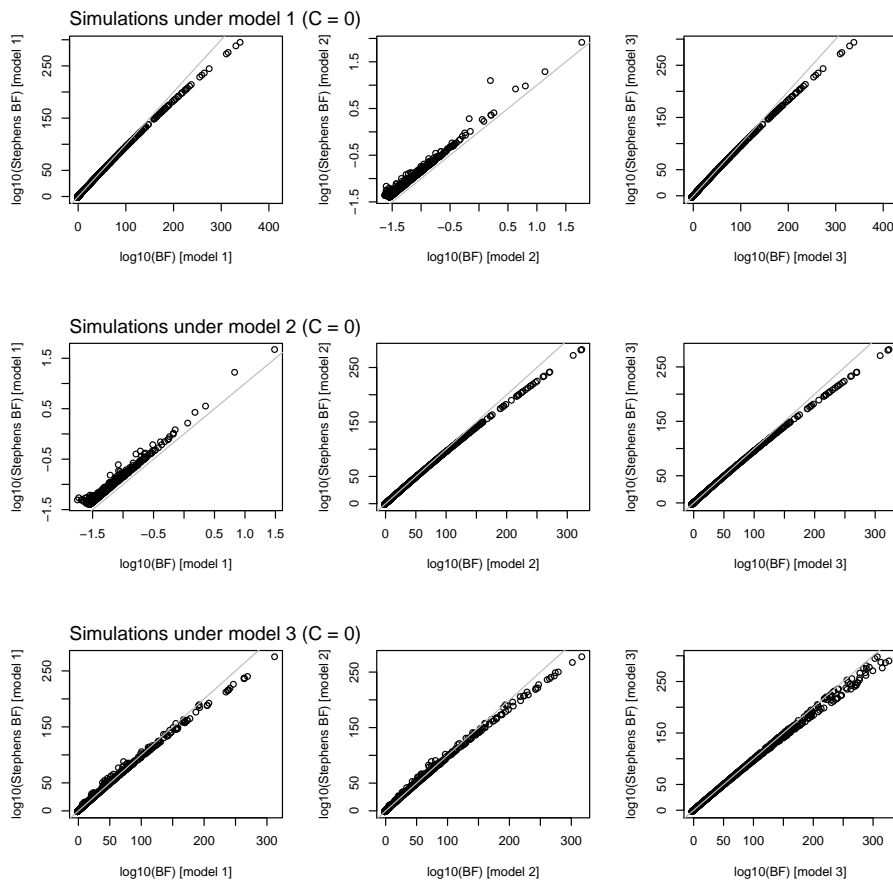 Simulations under model 1 (C = 0)
log10(Stephens BF) [model 1]
0 50 150 250
0 100 200 300 400
log10(BF) [model 1]
log10(Stephens BF) [model 2]
−1.5 −0.5 0.5 1.5
−1.5 −0.5 0.5 1.5
log10(BF) [model 2]
log10(Stephens BF) [model 3]
0 50 150 250
0 100 200 300 400
log10(BF) [model 3]
Simulations under model 2 (C = 0)
log10(Stephens BF) [model 1]
−1.5 −0.5 0.5 1.5
−1.5 −0.5 0.5 1.5
log10(BF) [model 1]
log10(Stephens BF) [model 2]
0 50 150 250
0 50 100 200 300
log10(BF) [model 2]
log10(Stephens BF) [model 3]
0 50 150 250
0 50 100 200 300
log10(BF) [model 3]
Simulations under model 3 (C = 0)
log10(Stephens BF) [model 1]
0 50 150 250
0 50 100 200 300
log10(BF) [model 1]
log10(Stephens BF) [model 2]
0 50 150 250
0 50 100 200 300
log10(BF) [model 2]
log10(Stephens BF) [model 3]
0 50 150 250
0 50 100 200 300
log10(BF) [model 3]